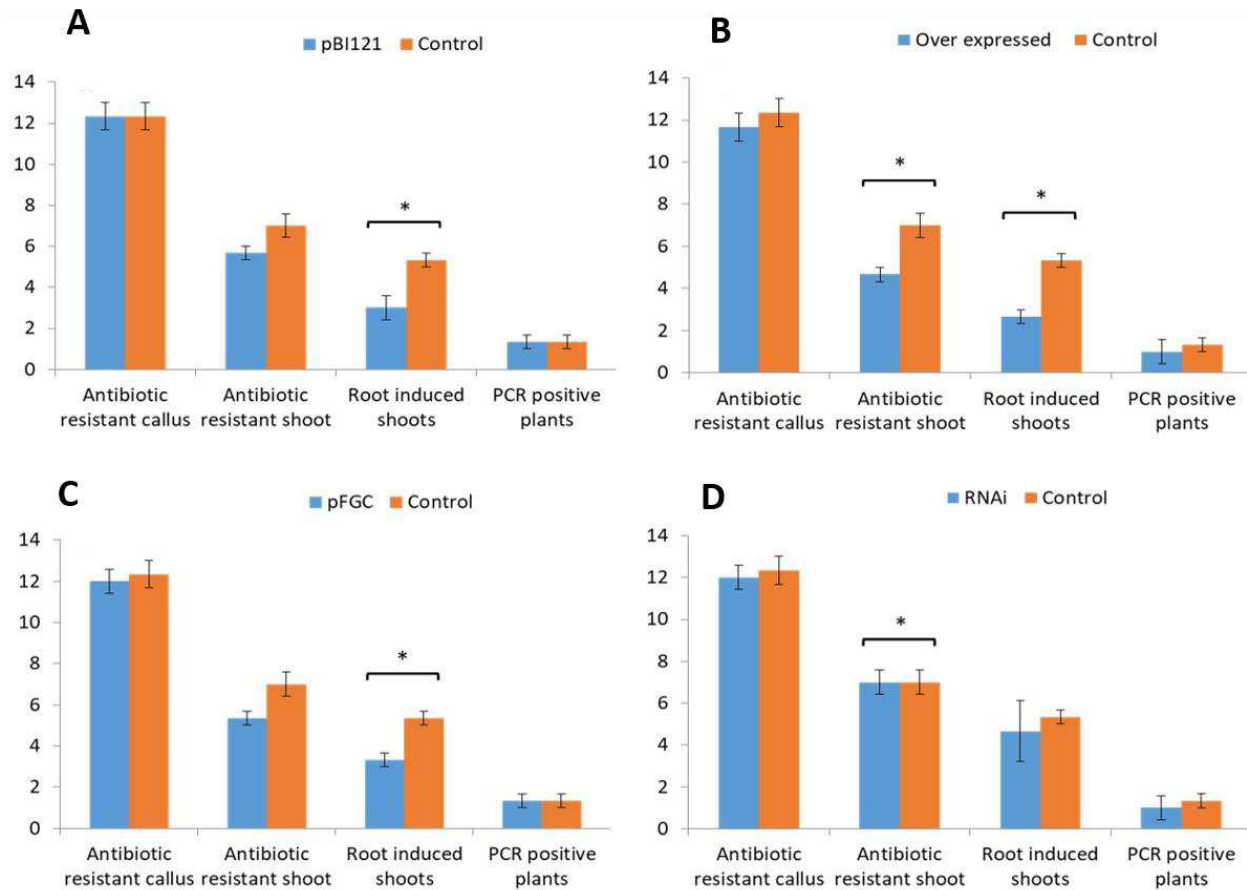 A
pBI121 Control
14
12
10
8
6
4
2
0
*
Antibiotic resistant callus
Antibiotic resistant shoot
Root induced shoots
PCR positive plants
B
Over expressed Control
14
12
10
8
6
4
2
0
*
*
Antibiotic resistant callus
Antibiotic resistant shoot
Root induced shoots
PCR positive plants
C
pFGC Control
14
12
10
8
6
4
2
0
*
Antibiotic resistant callus
Antibiotic resistant shoot
Root induced shoots
PCR positive plants
D
RNAi Control
14
12
10
8
6
4
2
0
*
Antibiotic resistant callus
Antibiotic resistant shoot
Root induced shoots
PCR positive plants